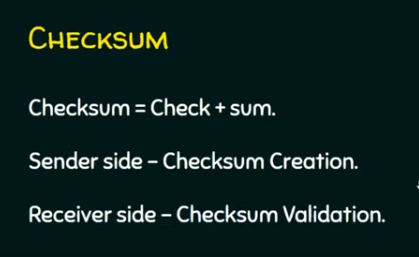 Checksum
Checksum = Check + sum.
Sender side – Checksum Creation.
Receiver side – Checksum Validation.